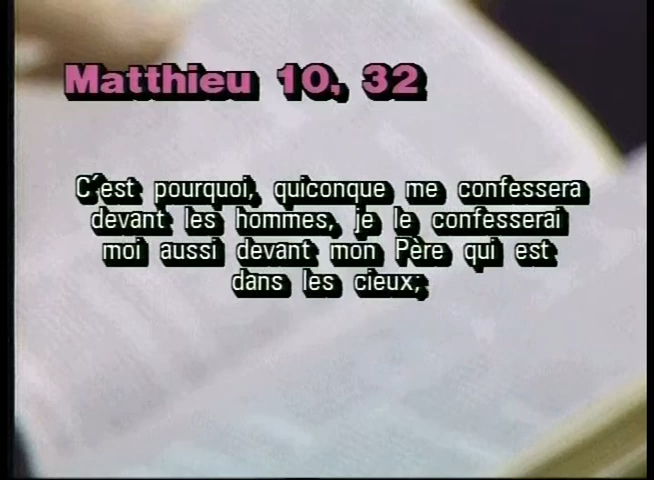 Matthieu 10, 32
C'est pourquoi, quiconque me confessera
devant les hommes, je le confesserai
moi aussi devant mon Père qui est
dans les cieux;